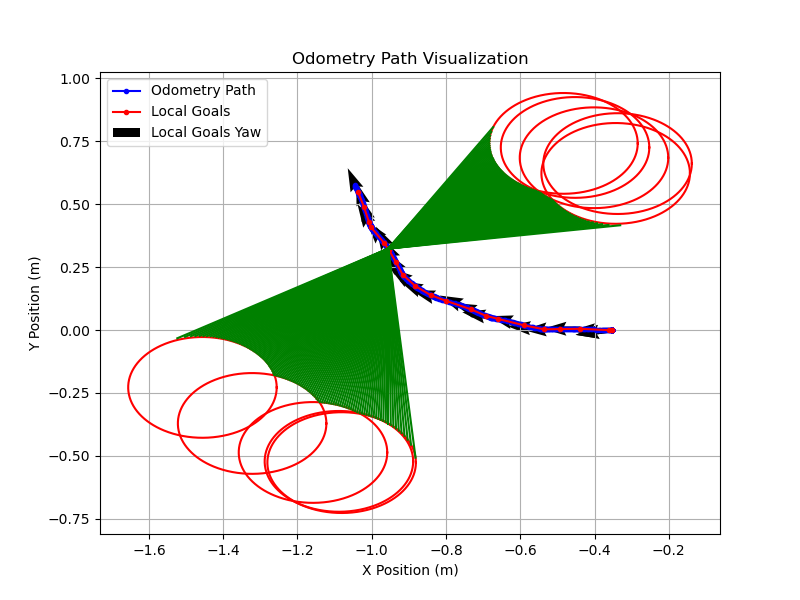 Odometry Path Visualization
Odometry Path
Local Goals
Local Goals Yaw
Y Position (m)
1.00
0.75
0.50
0.25
0.00
−0.25
−0.50
−0.75
−1.6 −1.4 −1.2 −1.0 −0.8 −0.6 −0.4 −0.2
X Position (m)